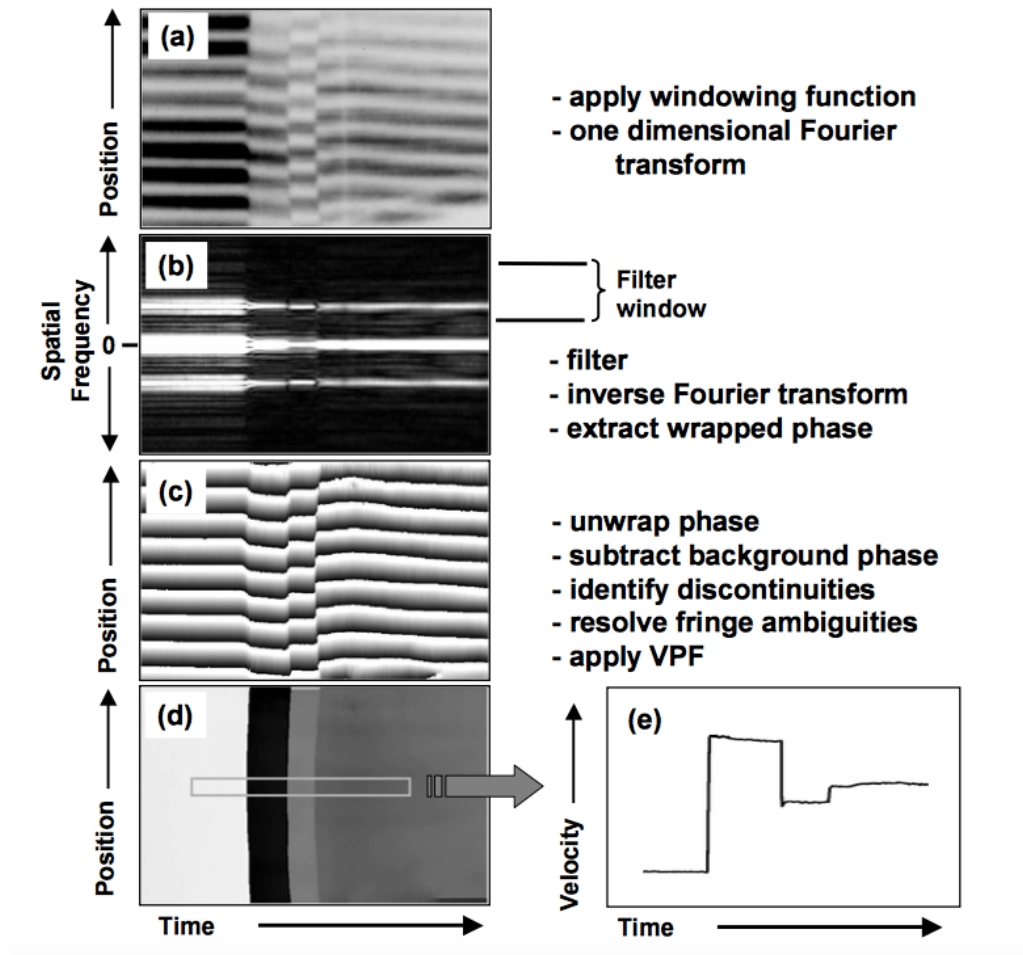 (a)
Position
- apply windowing function
- one dimensional Fourier
transform
(b)
Spatial
Frequency
0
Filter
window
- filter
- inverse Fourier transform
- extract wrapped phase
(c)
Position
- unwrap phase
- subtract background phase
- identify discontinuities
- resolve fringe ambiguities
- apply VPF
(d)
Position
Time
(e)
Velocity
Time